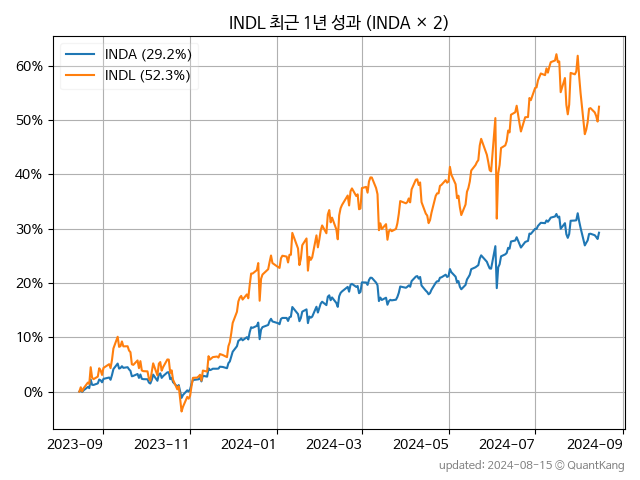 INDL 최근 1년 성과 (INDA × 2)
INDA (29.2%)
INDL (52.3%)
60%
50%
40%
30%
20%
10%
0%
2023-09 2023-11 2024-01 2024-03 2024-05 2024-07 2024-09
updated: 2024-08-15 © QuantKang